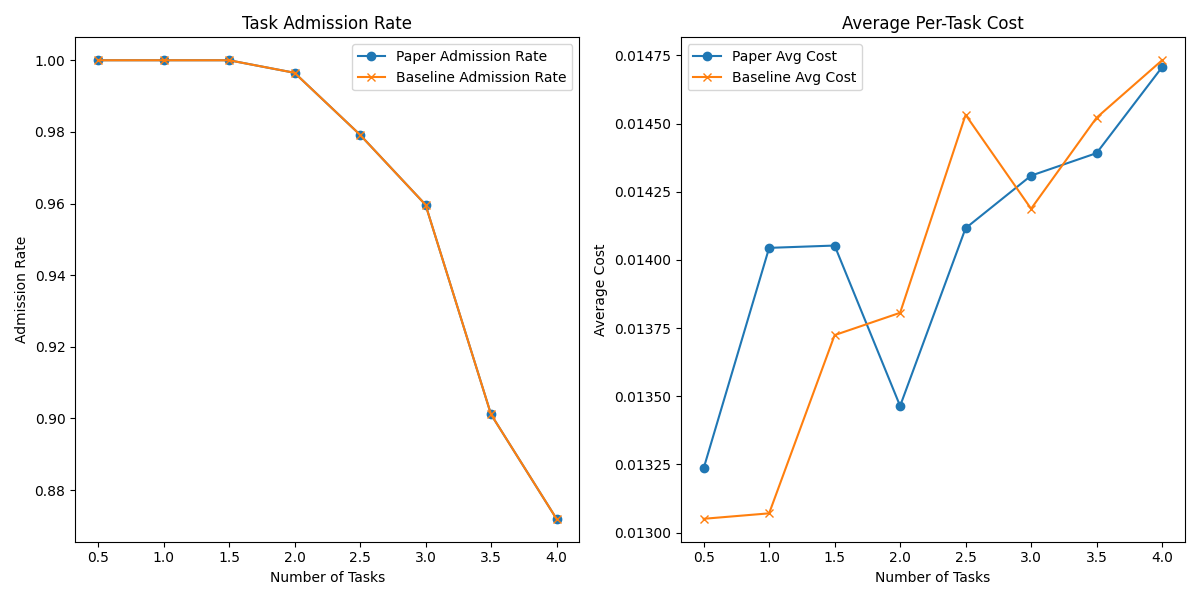 Task Admission Rate
Paper Admission Rate
Baseline Admission Rate
1.00
0.98
0.96
0.94
0.92
0.90
0.88
Admission Rate
0.5 1.0 1.5 2.0 2.5 3.0 3.5 4.0
Number of Tasks
Average Per-Task Cost
Paper Avg Cost
Baseline Avg Cost
0.01475
0.01450
0.01425
0.01400
0.01375
0.01350
0.01325
0.01300
Average Cost
0.5 1.0 1.5 2.0 2.5 3.0 3.5 4.0
Number of Tasks